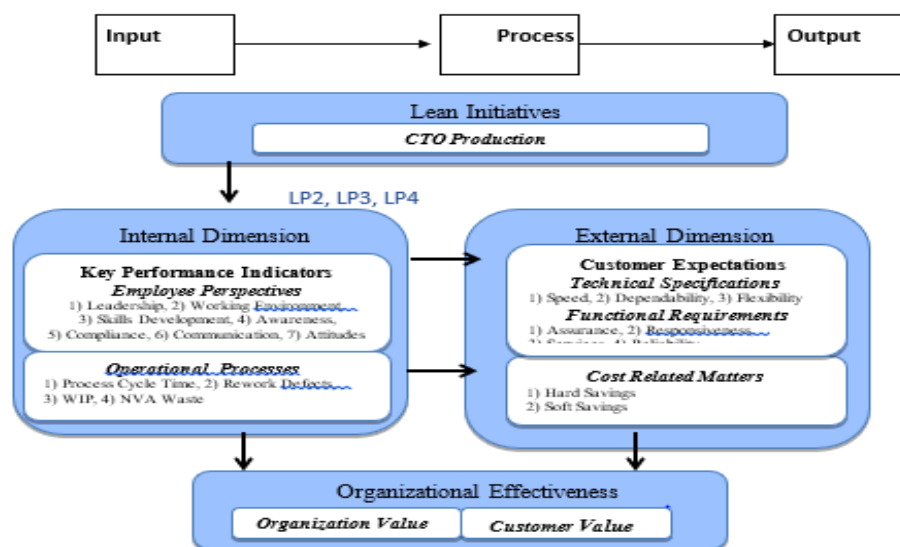 Input
Process
Output
Lean Initiatives
CTO Production
LP2, LP3, LP4
Internal Dimension
Key Performance Indicators
Employee Perspectives
1) Leadership, 2) Working Environment,
3) Skills Development, 4) Awareness,
5) Compliance, 6) Communication, 7) Attitudes
Operational Processes
1) Process Cycle Time, 2) Rework Defects,
3) WIP, 4) NVA Waste
External Dimension
Customer Expectations
Technical Specifications
1) Speed, 2) Dependability, 3) Flexibility
Functional Requirements
1) Assurance, 2) Responsiveness,
Cost Related Matters
1) Hard Savings
2) Soft Savings
Organizational Effectiveness
Organization Value
Customer Value